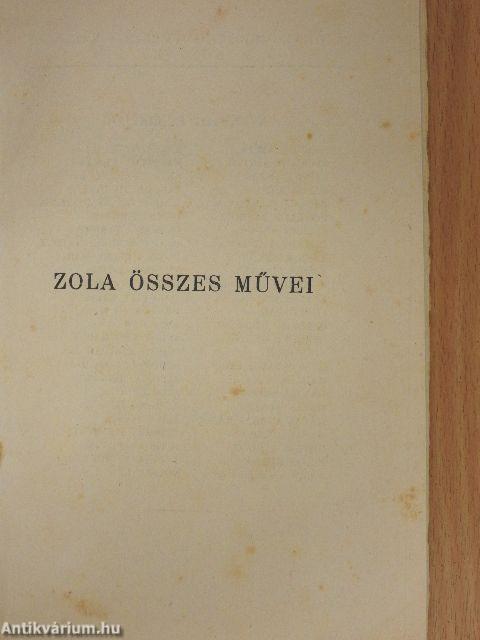 ZOLA ÖSSZES MŰVEI
Antikvárium.hu